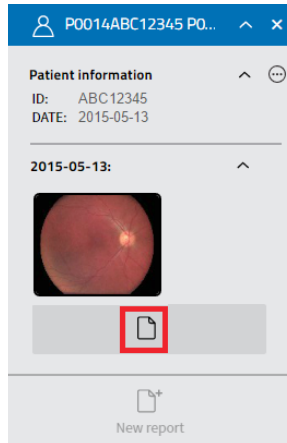 P0014ABC12345 P0...
Patient information
ID: ABC12345
DATE: 2015-05-13
2015-05-13:
New report